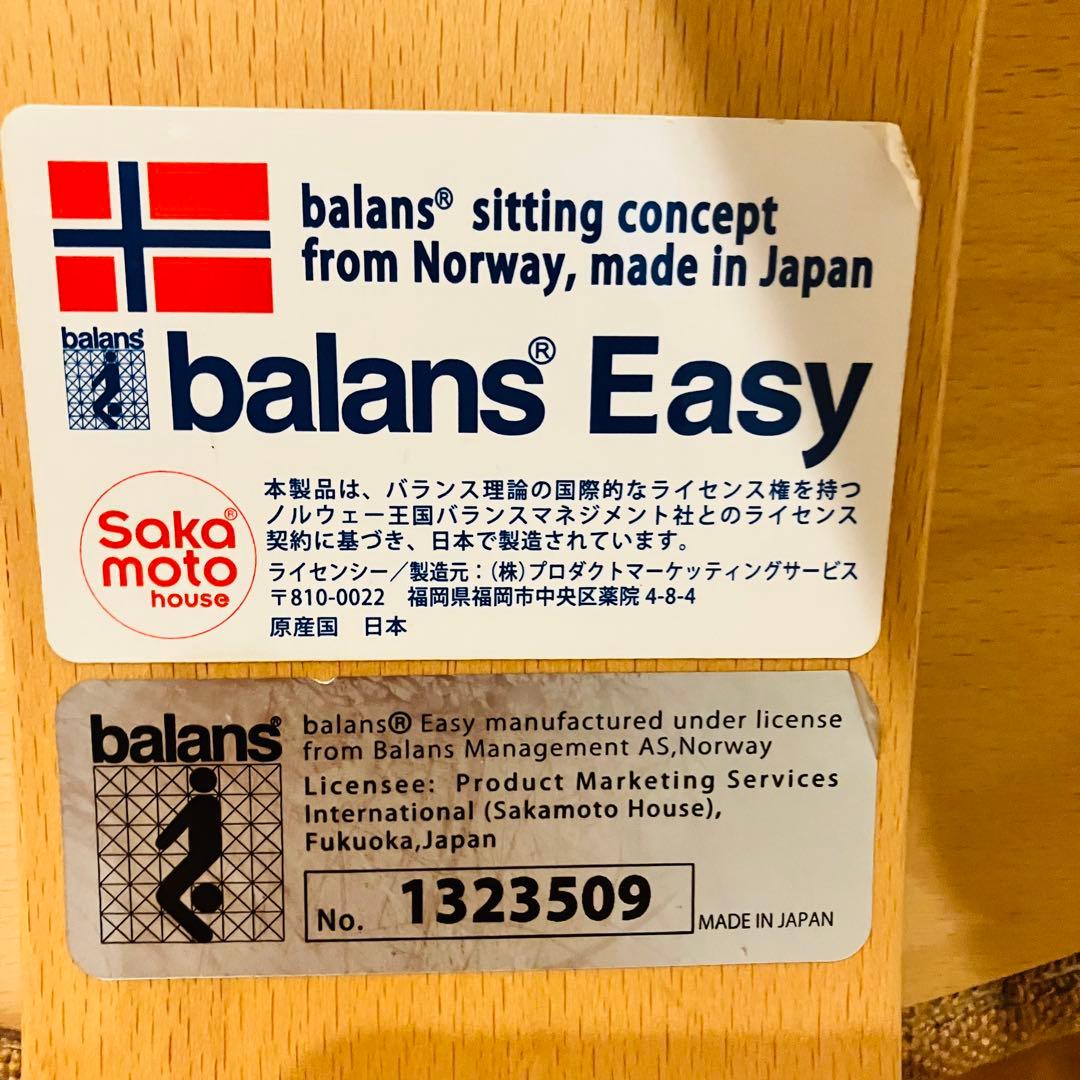 balans® sitting concept
from Norway, made in Japan
balans
balans® Easy
Saka®
moto
house
本製品は、バランス理論の国際的なライセンス権を持つ
ノルウェー王国バランスマネジメント社とのライセンス
契約に基づき、日本で製造されています。
ライセンシー／製造元：(株)プロダクトマーケッティングサービス
〒810-0022 福岡県福岡市中央区薬院 4-8-4
原産国 日本
balans®
balans® Easy manufactured under license
from Balans Management AS,Norway
Licensee: Product Marketing Services
International (Sakamoto House),
Fukuoka,Japan
No. 1323509
MADE IN JAPAN